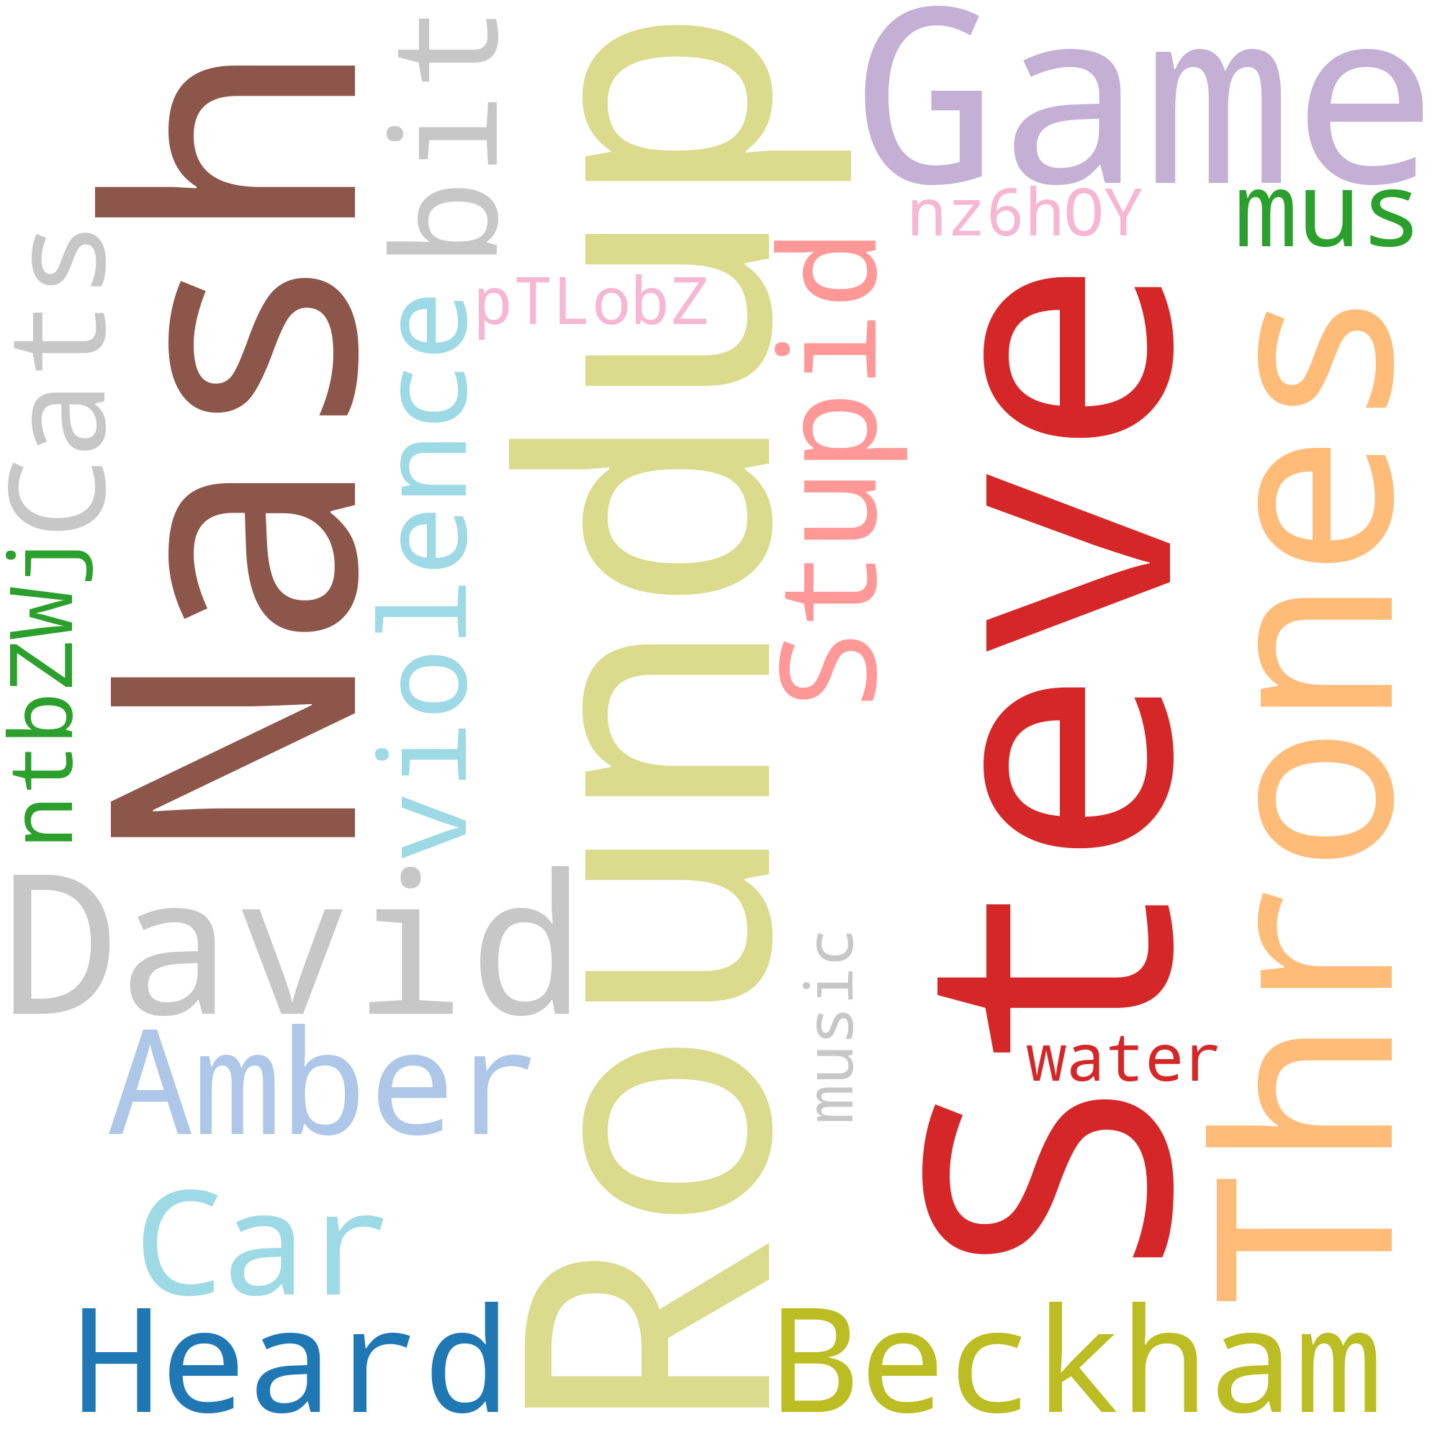 Game
nz6hOY
mus
bit
Nash
Cats
pTLobZ
violence
Stupid
Roundup
Steve
Thrones
ntbZWj
David
Amber
music
water
Car
Heard
Beckham